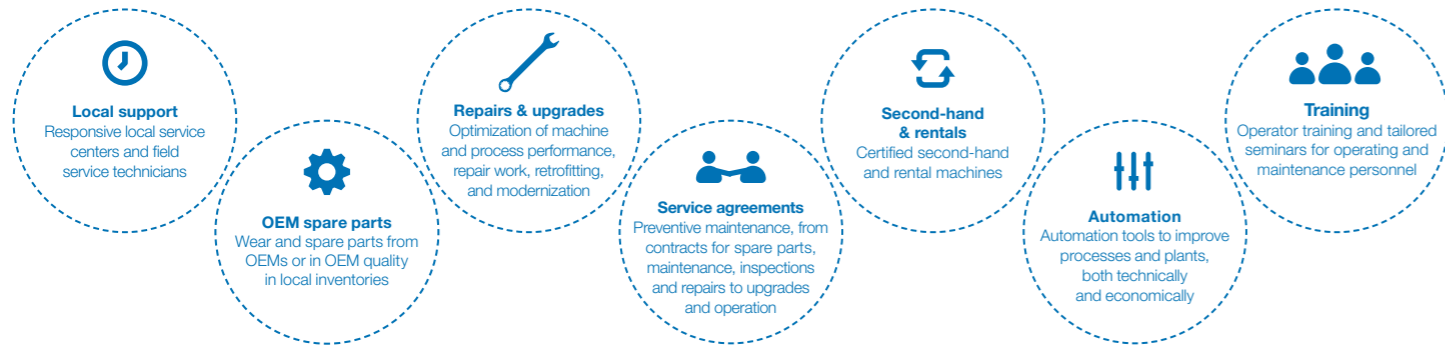 Local support
Responsive local service
centers and field
service technicians
OEM spare parts
Wear and spare parts from
OEMs or in OEM quality
in local inventories
Repairs & upgrades
Optimization of machine
and process performance,
repair work, retrofitting,
and modernization
Service agreements
Preventive maintenance, from
contracts for spare parts,
maintenance, inspections
and repairs to upgrades
and operation
Second-hand
& rentals
Certified second-hand
and rental machines
Automation
Automation tools to improve
processes and plants,
both technically
and economically
Training
Operator training and tailored
seminars for operating and
maintenance personnel